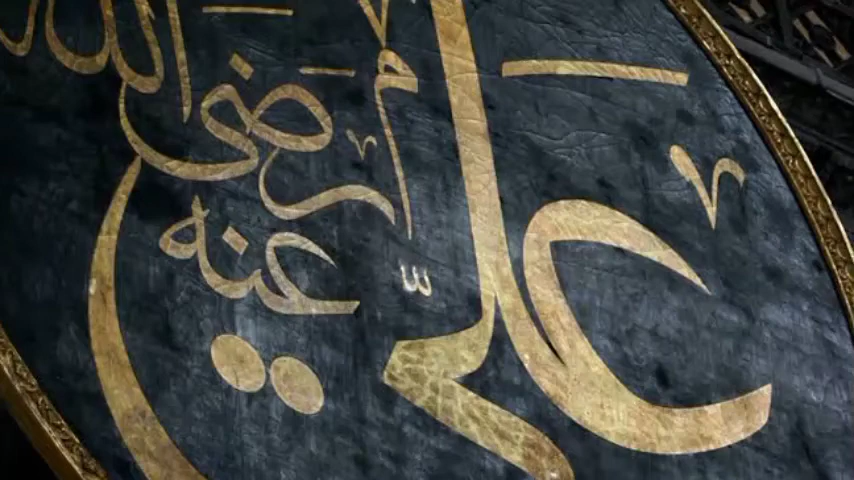 علي
رضي الله
عنه